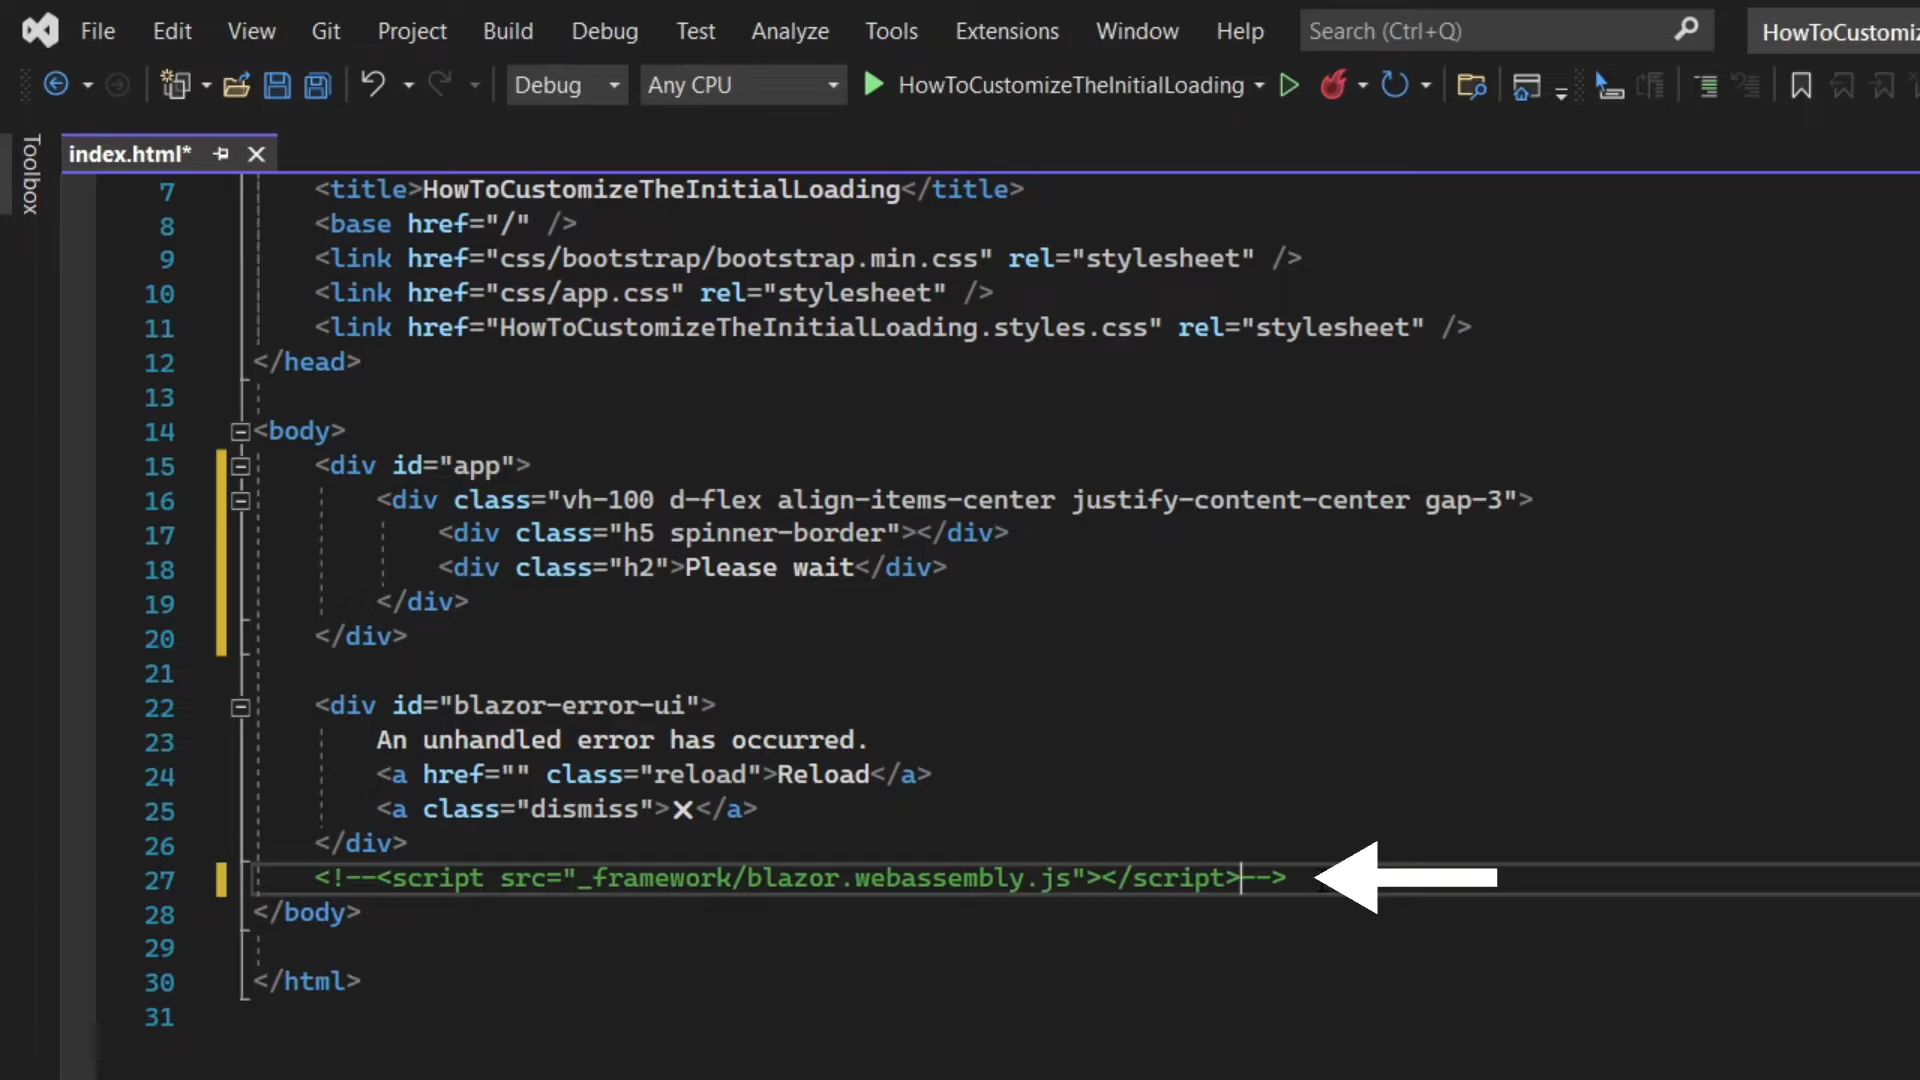 File Edit View Git Project Build Debug Test Analyze Tools Extensions Window Help Search (Ctrl+Q) HowToCustomiz
Debug Any CPU HowToCustomizeTheInitialLoading
Toolbox
index.html*
7 <title>HowToCustomizeTheInitialLoading</title>
8 <base href="/" />
9 <link href="css/bootstrap/bootstrap.min.css" rel="stylesheet" />
10 <link href="css/app.css" rel="stylesheet" />
11 <link href="HowToCustomizeTheInitialLoading.styles.css" rel="stylesheet" />
12 </head>
13
14 <body>
15 <div id="app">
16 <div class="vh-100 d-flex align-items-center justify-content-center gap-3">
17 <div class="h5 spinner-border"></div>
18 <div class="h2">Please wait</div>
19 </div>
20 </div>
21
22 <div id="blazor-error-ui">
23 An unhandled error has occurred.
24 <a href="" class="reload">Reload</a>
25 <a class="dismiss">🗙</a>
26 </div>
27 <!--<script src="_framework/blazor.webassembly.js"></script>-->
28 </body>
29
30 </html>
31